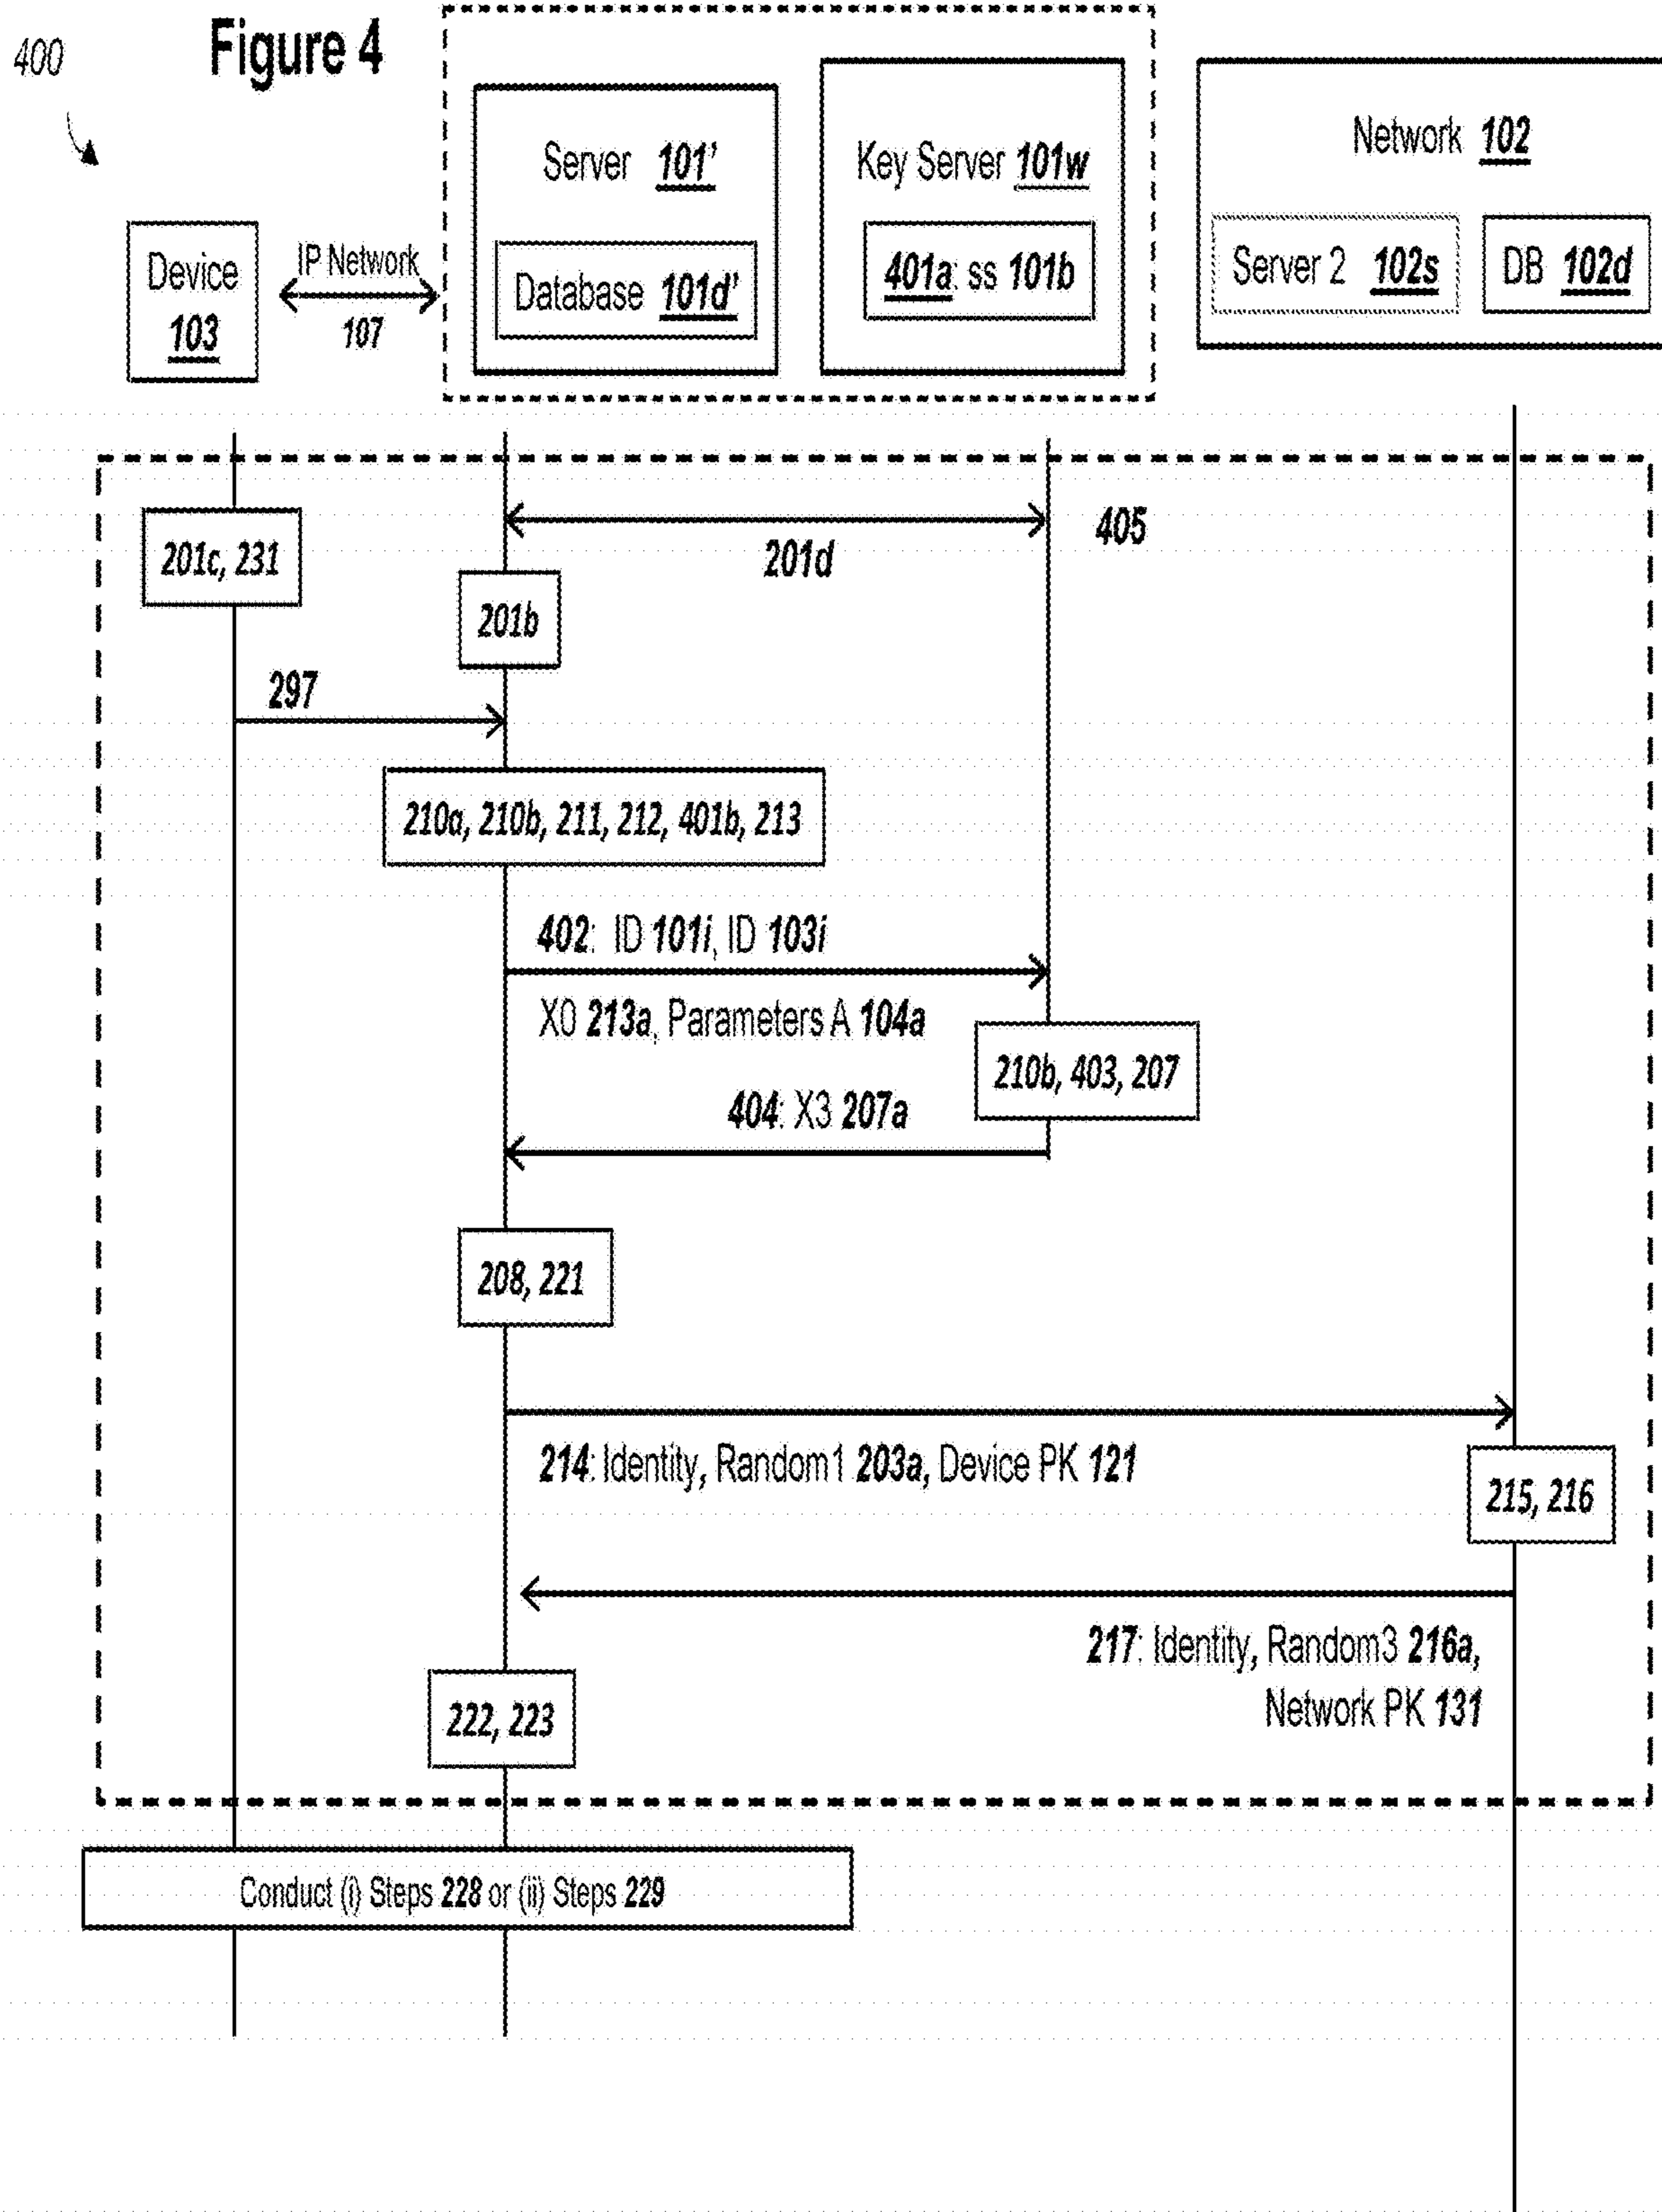 400
Figure 4
Server 101'
Database 101d'
Key Server 101w
401a: ss 101b
Network 102
Server 2 102s
DB 102d
Device
103
IP Network
107
201c, 231
201d
405
201b
297
210a, 210b, 211, 212, 401b, 213
402: ID 101i, ID 103i
X0 213a, Parameters A 104a
210b, 403, 207
404: X3 207a
208, 221
214: Identity, Random1 203a, Device PK 121
215, 216
217: Identity, Random3 216a,
Network PK 131
222, 223
Conduct (i) Steps 228 or (ii) Steps 229